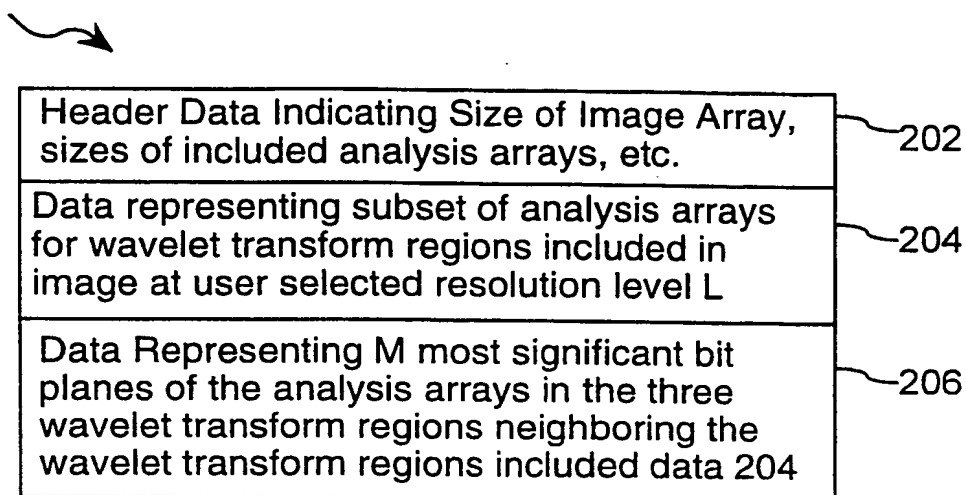 Header Data Indicating Size of Image Array,
sizes of included analysis arrays, etc.
202
Data representing subset of analysis arrays
for wavelet transform regions included in
image at user selected resolution level L
204
Data Representing M most significant bit
planes of the analysis arrays in the three
wavelet transform regions neighboring the
wavelet transform regions included data 204
206